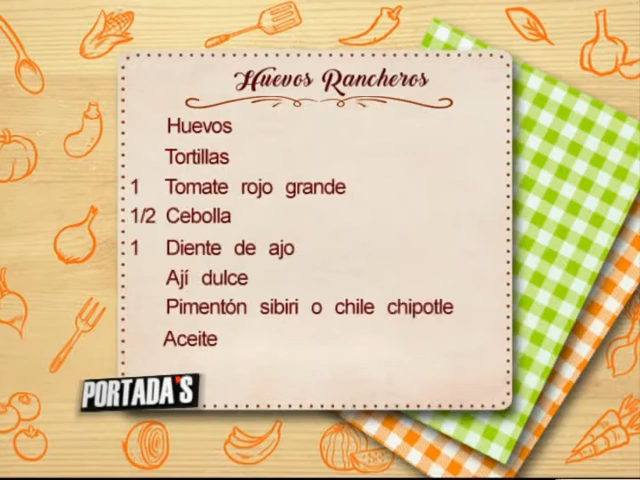 Huevos Rancheros
Huevos
Tortillas
1 Tomate rojo grande
1/2 Cebolla
1 Diente de ajo
Ají dulce
Pimentón sibiri o chile chipotle
Aceite
PORTADA'S